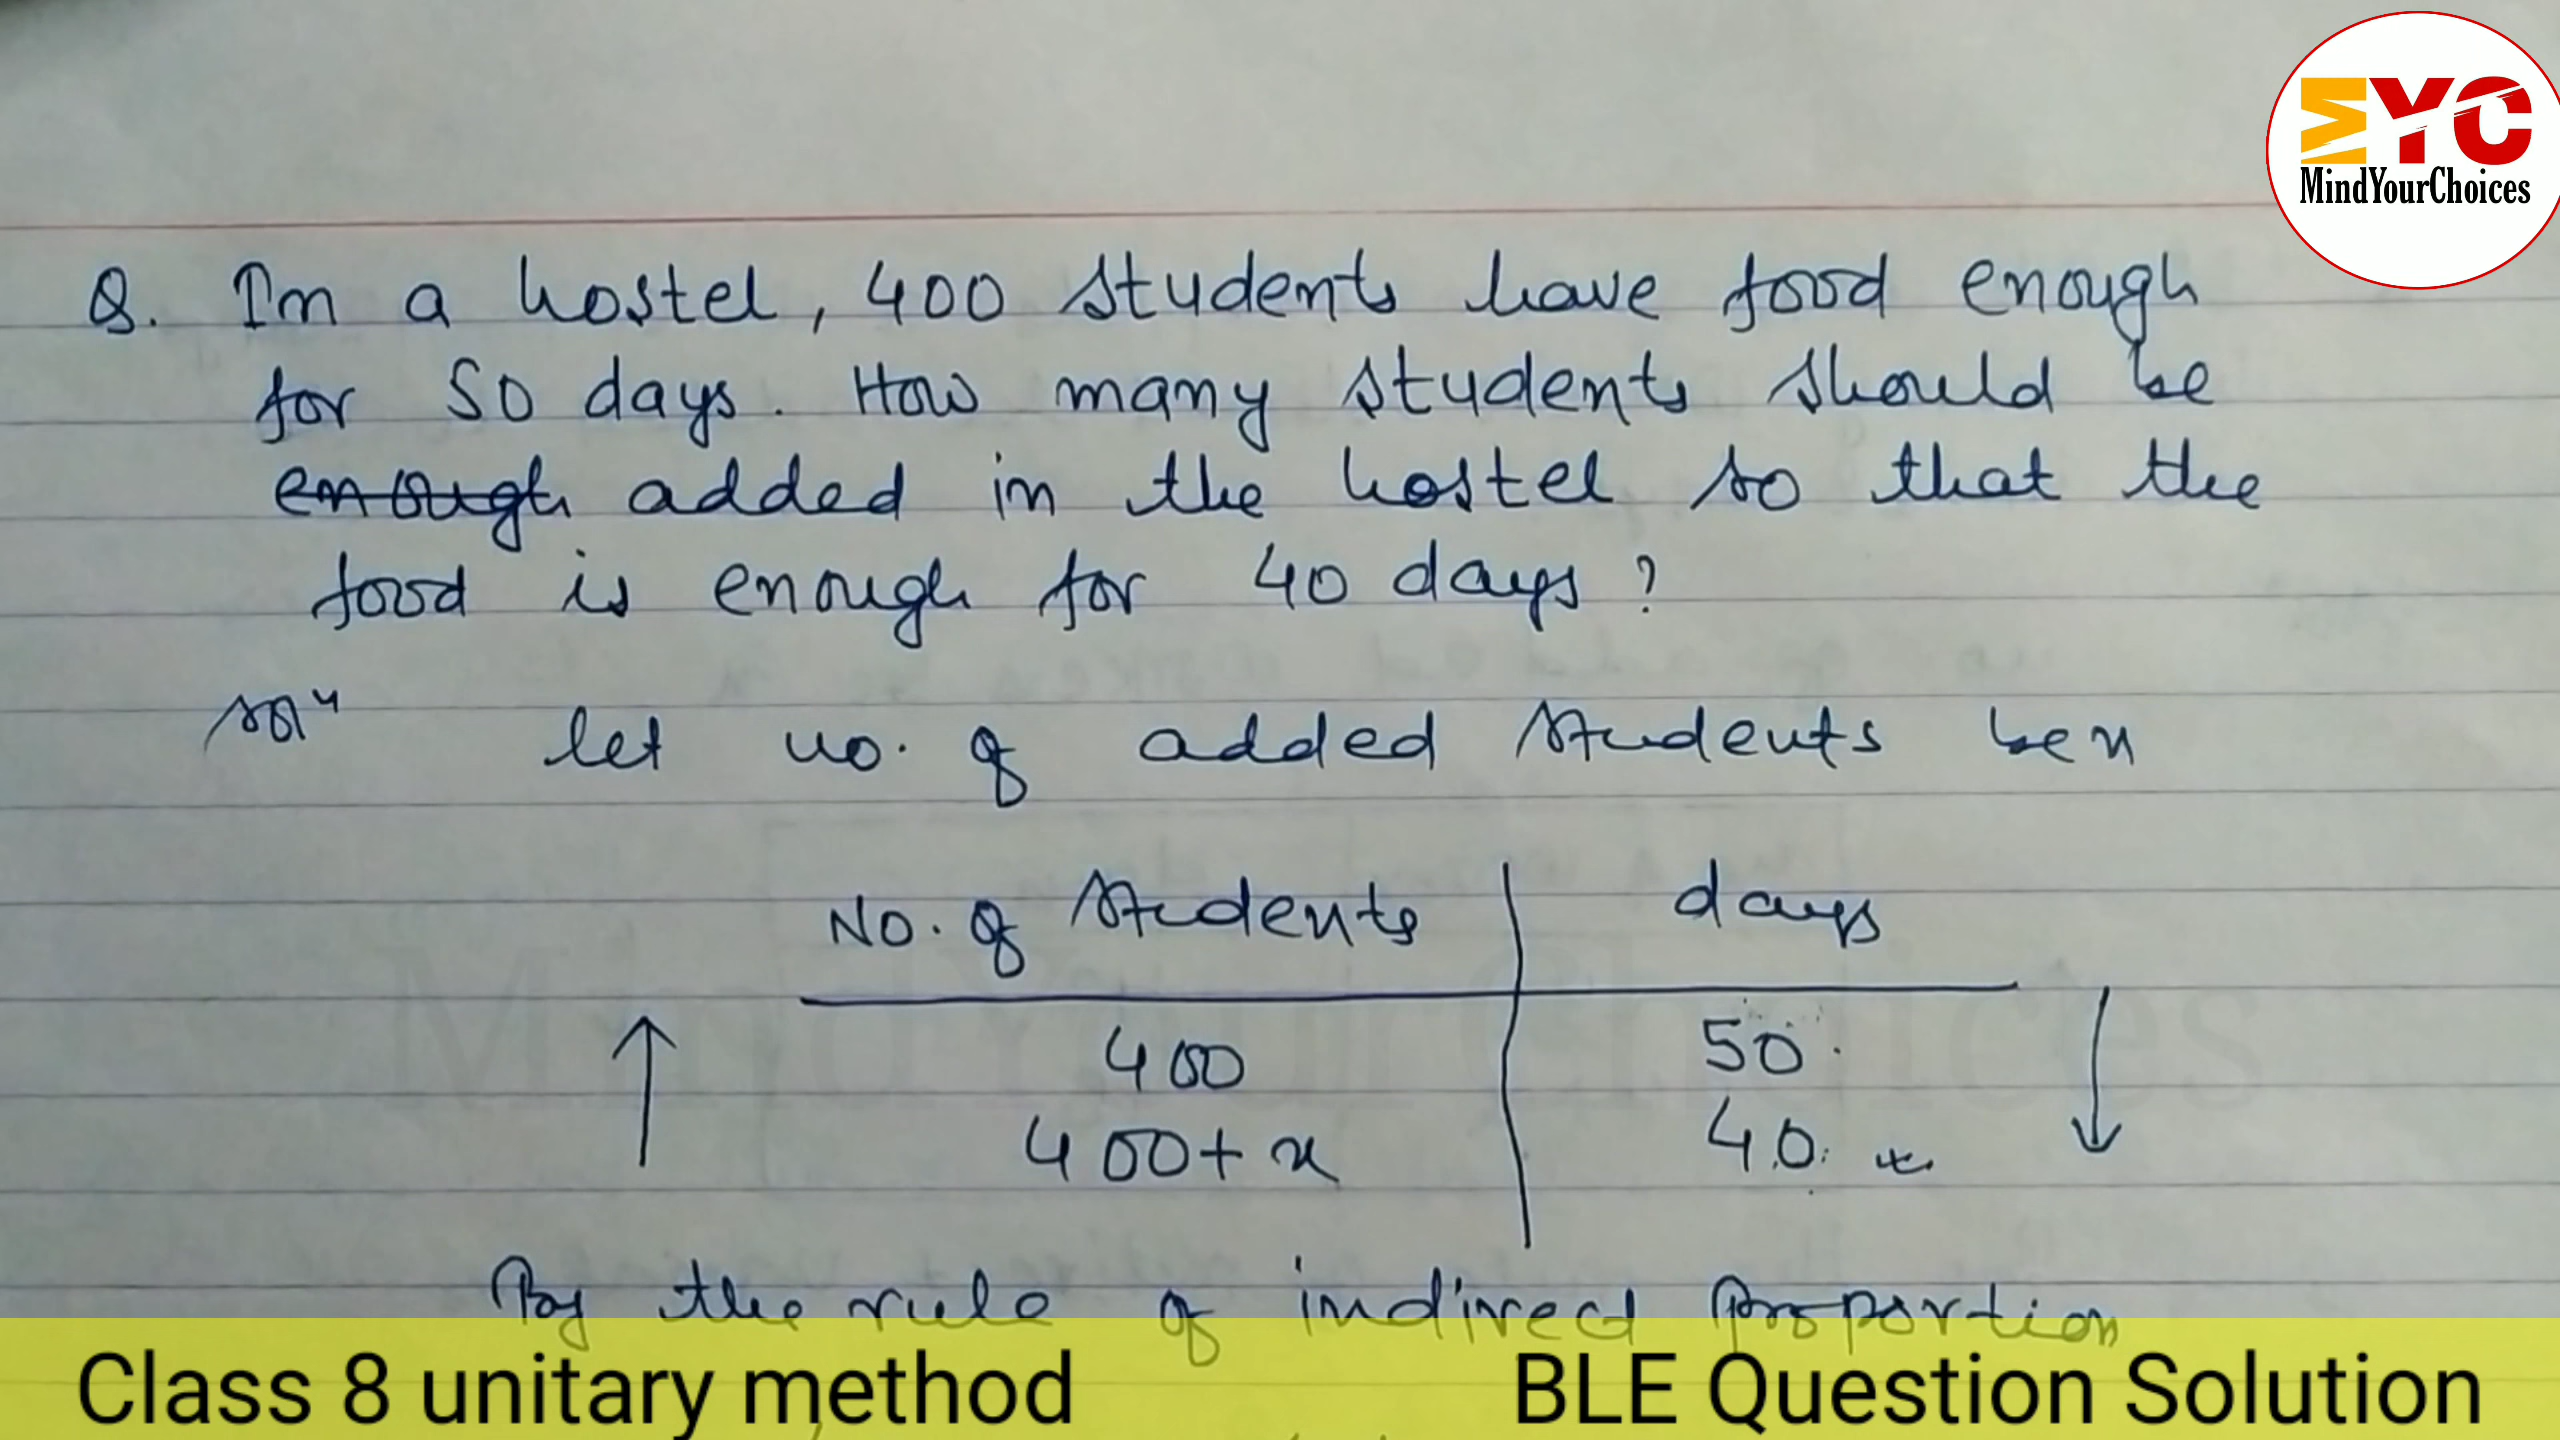 MYC
MindYourChoices
Q. In a hostel, 400 students have food enough
for 50 days. How many students should be
enough added in the hostel so that the
food is enough for 40 days?
solⁿ let no. of added students be x
No. of students days
400 50
400+x 40
By the rule of indirect proportion
Class 8 unitary method BLE Question Solution